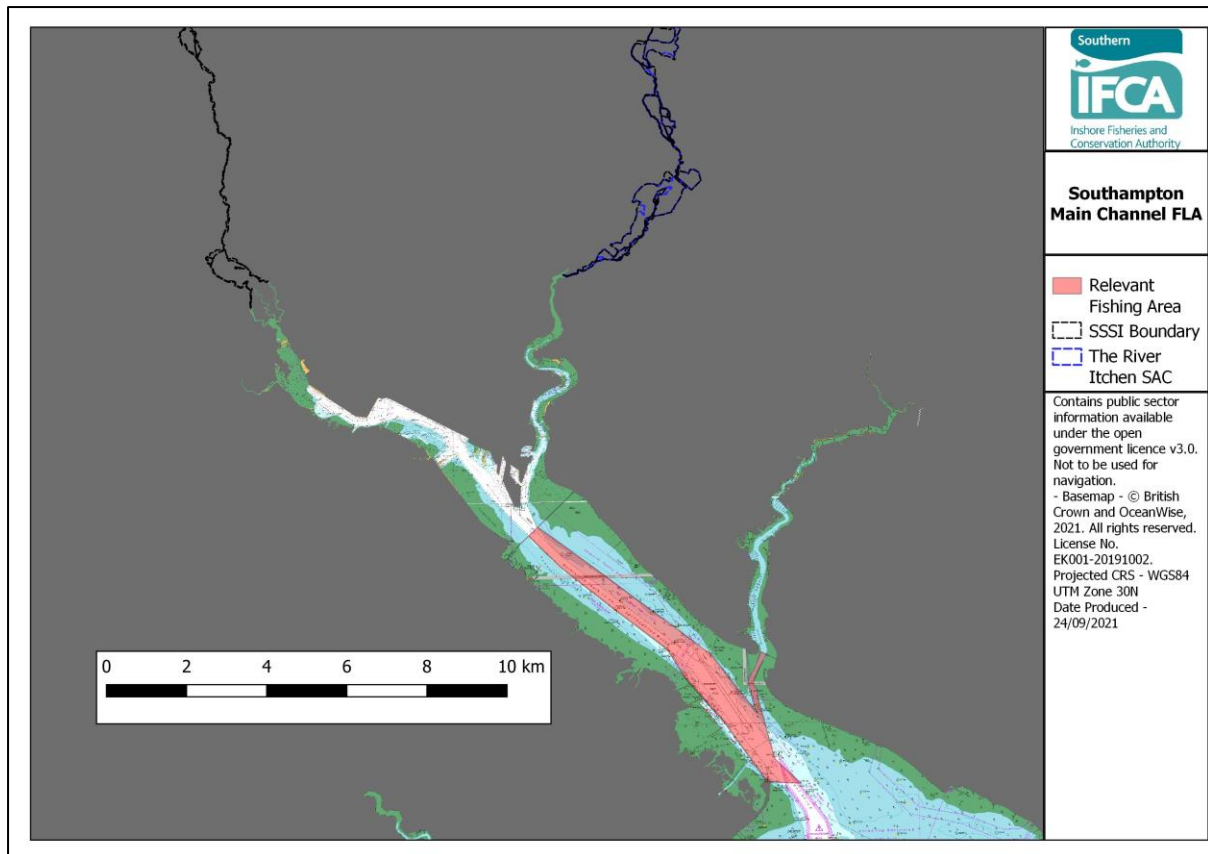 Southern
IFCA
Inshore Fisheries and
Conservation Authority
Southampton
Main Channel FLA
Relevant
Fishing Area
SSSI Boundary
The River
Itchen SAC
Contains public sector
information available
under the open
government licence v3.0.
Not to be used for
navigation.
- Basemap - © British
Crown and OceanWise,
2021. All rights reserved.
License No.
EK001-20191002.
Projected CRS - WGS84
UTM Zone 30N
Date Produced -
24/09/2021
0 2 4 6 8 10 km